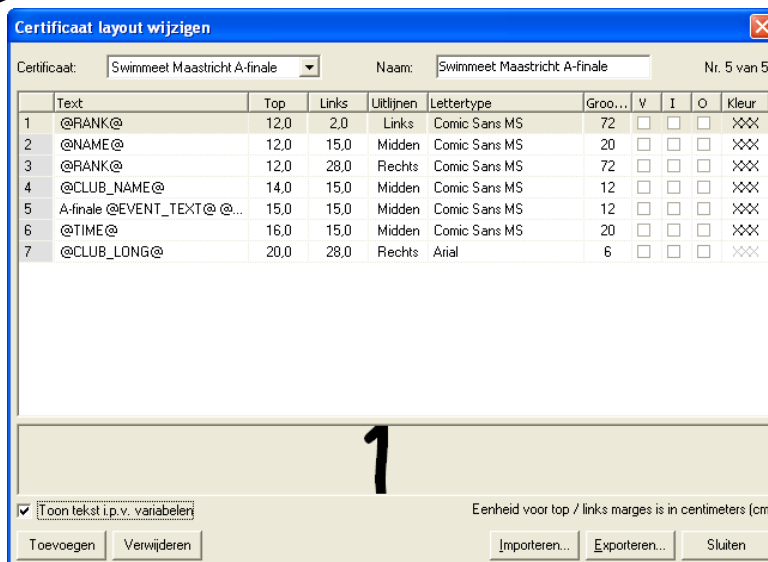 Certificaat layout wijzigen
Certificaat: Swimmeet Maastricht A-finale Naam: Swimmeet Maastricht A-finale Nr. 5 van 5
Text Top Links Uitlijnen Lettertype Groo... V I O Kleur
1 @RANK@ 12,0 2,0 Links Comic Sans MS 72 XXX
2 @NAME@ 12,0 15,0 Midden Comic Sans MS 20 XXX
3 @RANK@ 12,0 28,0 Rechts Comic Sans MS 72 XXX
4 @CLUB_NAME@ 14,0 15,0 Midden Comic Sans MS 12 XXX
5 A-finale @EVENT_TEXT@ @... 15,0 15,0 Midden Comic Sans MS 12 XXX
6 @TIME@ 16,0 15,0 Midden Comic Sans MS 20 XXX
7 @CLUB_LONG@ 20,0 28,0 Rechts Arial 6 XXX
1
Toon tekst i.p.v. variabelen Eenheid voor top / links marges is in centimeters (cm
Toevoegen Verwijderen Importeren... Exporteren... Sluiten